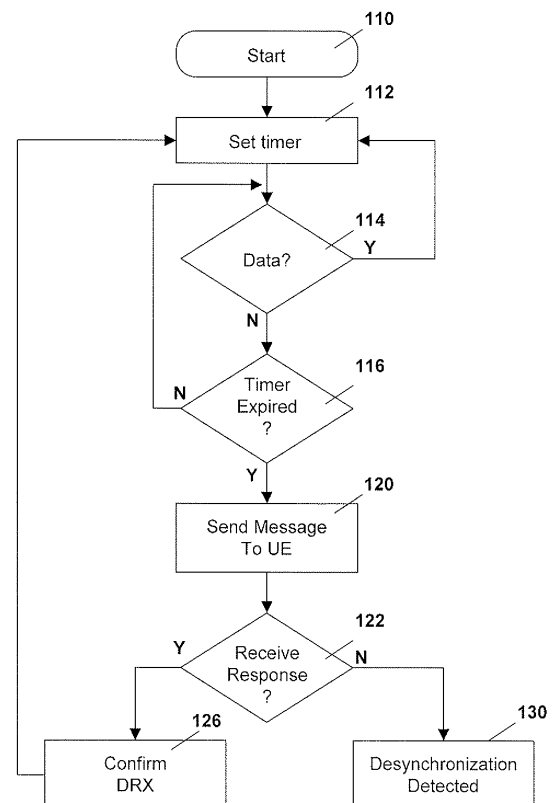 110
Start
112
Set timer
114
Data?
Y
N
116
N
Timer
Expired
?
Y
120
Send Message
To UE
122
Y
Receive
Response
?
N
126
Confirm
DRX
130
Desynchronization
Detected